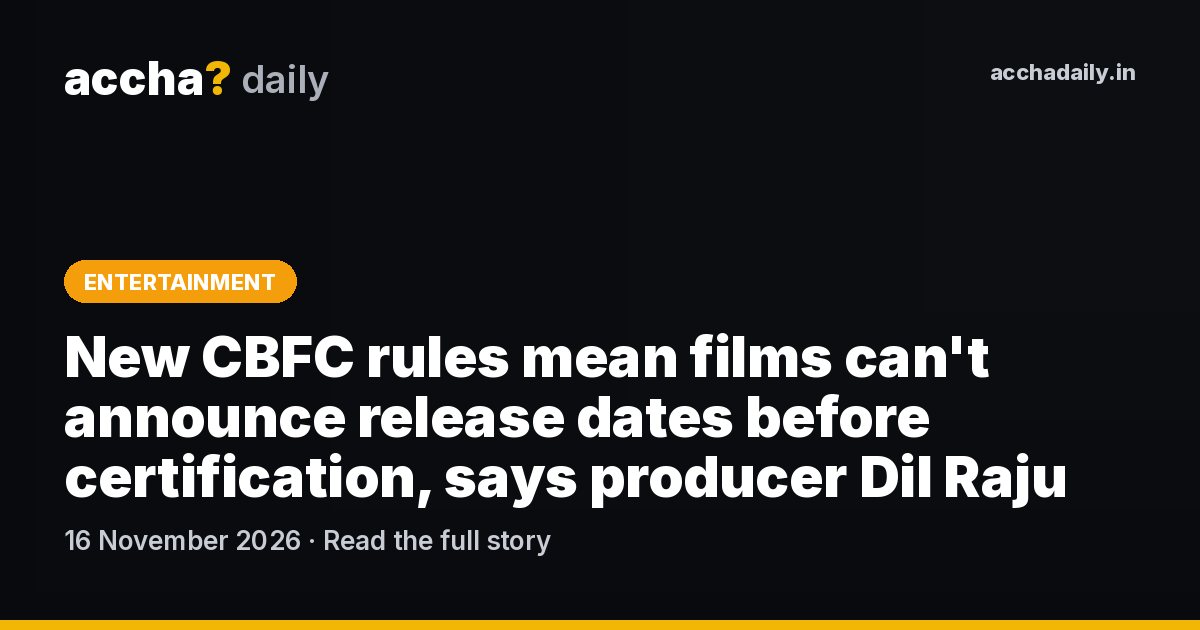 accha? daily
acchadaily.in
ENTERTAINMENT
New CBFC rules mean films can't
announce release dates before
certification, says producer Dil Raju
16 November 2026 · Read the full story